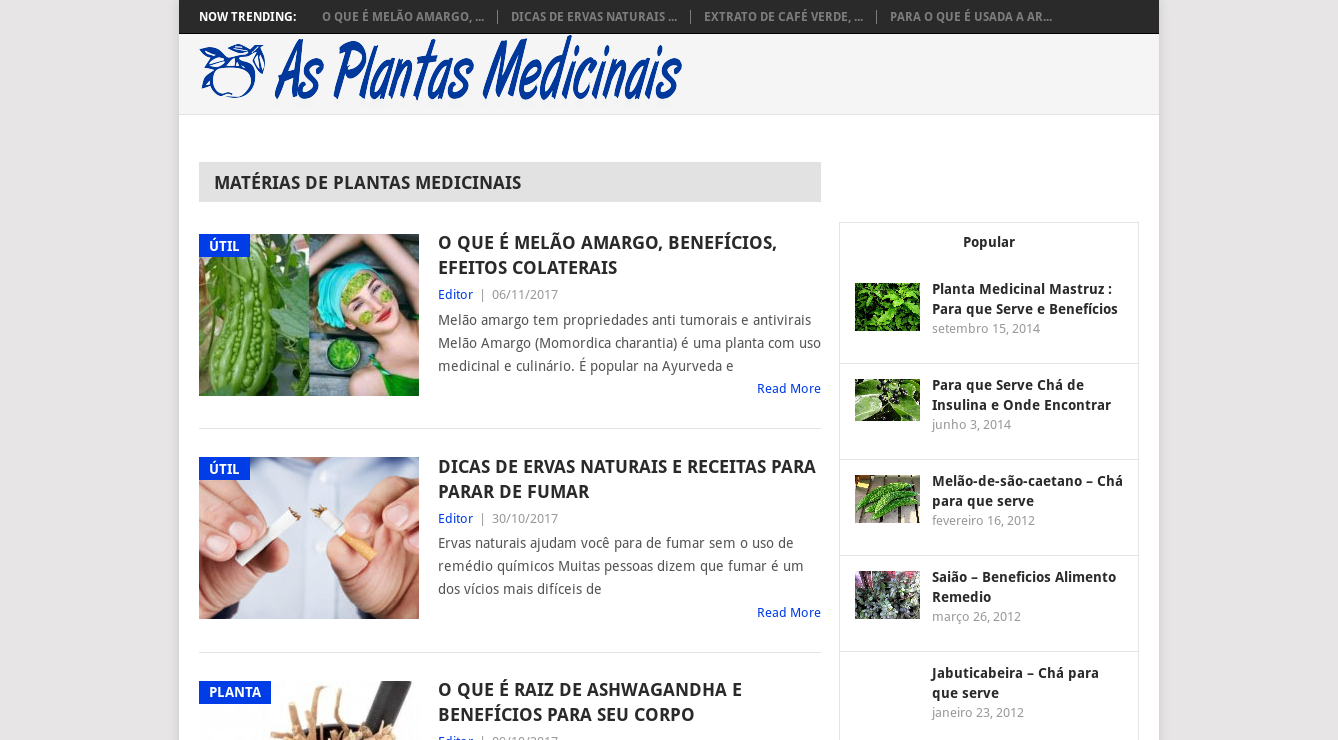 NOW TRENDING:
O QUE É MELÃO AMARGO, ...
DICAS DE ERVAS NATURAIS ...
EXTRATO DE CAFÉ VERDE, ...
PARA O QUE É USADA A AR...
As Plantas Medicinais
MATÉRIAS DE PLANTAS MEDICINAIS
ÚTIL
O QUE É MELÃO AMARGO, BENEFÍCIOS,
EFEITOS COLATERAIS
Editor | 06/11/2017
Melão amargo tem propriedades anti tumorais e antivirais
Melão Amargo (Momordica charantia) é uma planta com uso
medicinal e culinário. É popular na Ayurveda e
Read More
ÚTIL
DICAS DE ERVAS NATURAIS E RECEITAS PARA
PARAR DE FUMAR
Editor | 30/10/2017
Ervas naturais ajudam você para de fumar sem o uso de
remédio químicos Muitas pessoas dizem que fumar é um
dos vícios mais difíceis de
Read More
PLANTA
O QUE É RAIZ DE ASHWAGANDHA E
BENEFÍCIOS PARA SEU CORPO
Popular
Planta Medicinal Mastruz :
Para que Serve e Benefícios
setembro 15, 2014
Para que Serve Chá de
Insulina e Onde Encontrar
junho 3, 2014
Melão-de-são-caetano – Chá
para que serve
fevereiro 16, 2012
Saião – Beneficios Alimento
Remedio
março 26, 2012
Jabuticabeira – Chá para
que serve
janeiro 23, 2012